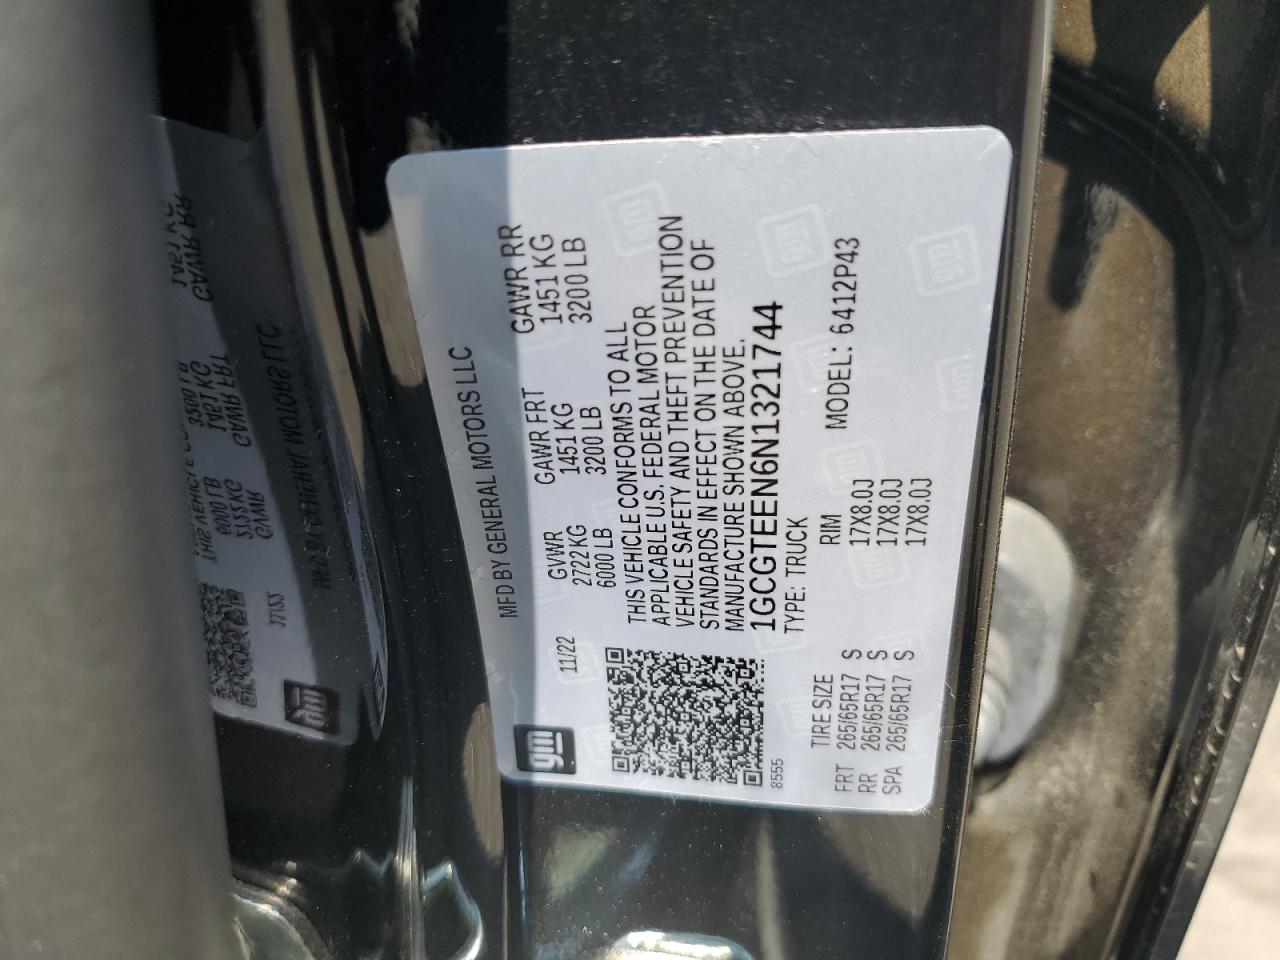 gm
MFD BY GENERAL MOTORS LLC
11/22 GVWR GAWR FRT GAWR RR
2722 KG 1451 KG 1451 KG
6000 LB 3200 LB 3200 LB
THIS VEHICLE CONFORMS TO ALL
APPLICABLE U.S. FEDERAL MOTOR
VEHICLE SAFETY AND THEFT PREVENTION
STANDARDS IN EFFECT ON THE DATE OF
MANUFACTURE SHOWN ABOVE.
1GCGTEEN6N1321744
8555 TYPE: TRUCK
TIRE SIZE RIM MODEL: 6412P43
FRT 265/65R17 S 17X8.0J
RR 265/65R17 S 17X8.0J
SPA 265/65R17 S 17X8.0J